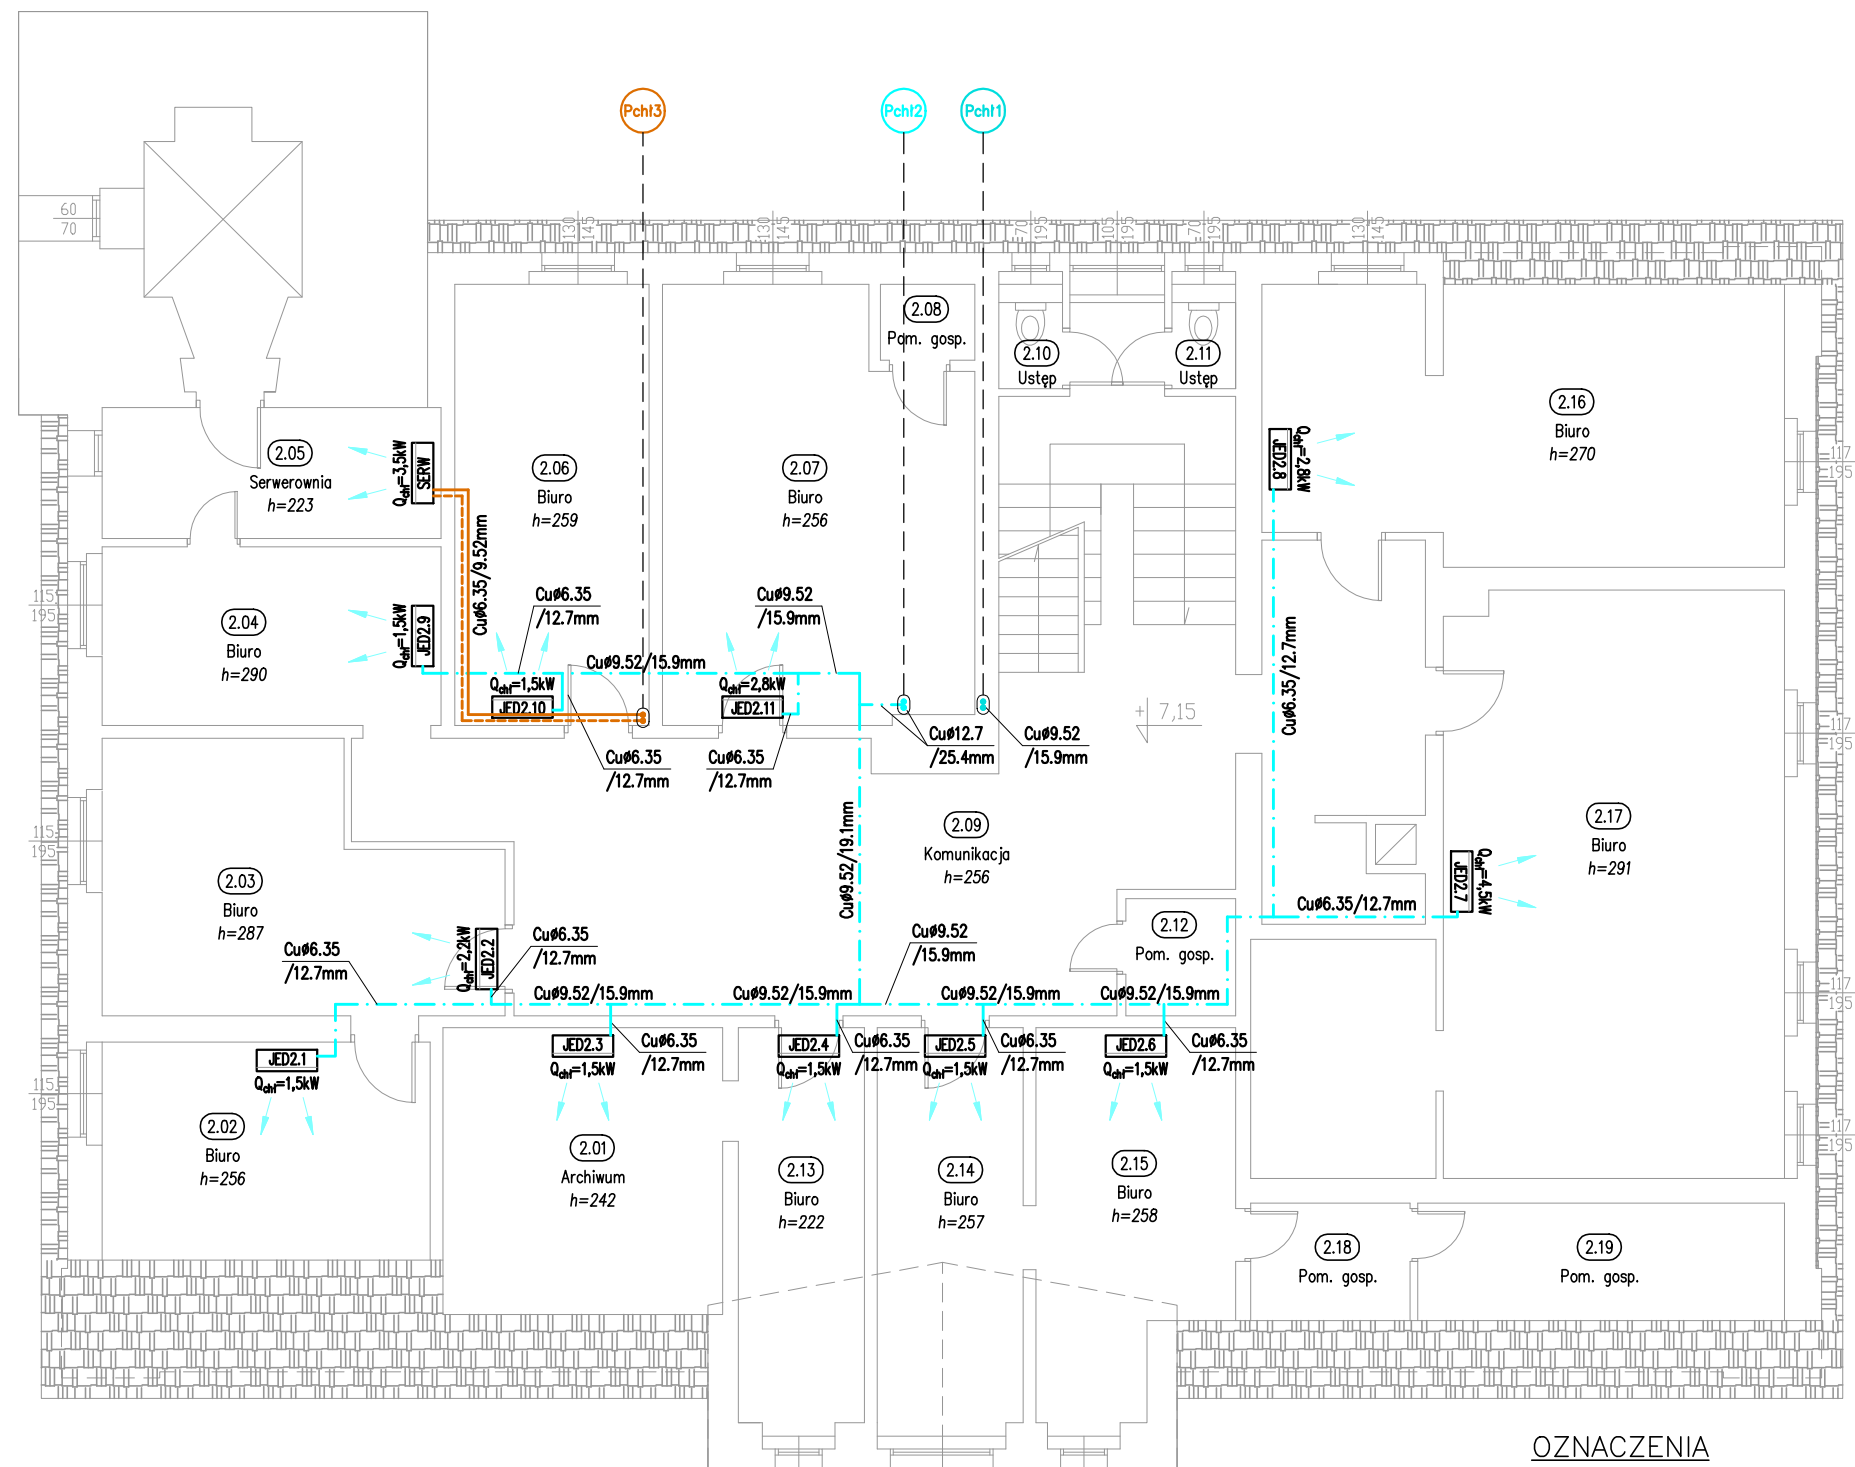 Pchł3
Pchł2
Pchł1
60
70
130
145
130
145
70
195
105
195
70
195
130
145
2.08
Pom. gosp.
2.10
Ustęp
2.11
Ustęp
2.16
Biuro
h=270
2.05
Serwerownia
h=223
Qchł=3,5kW
SERW
2.06
Biuro
h=259
2.07
Biuro
h=256
JED2.8
Qchł=2,8kW
117
195
Cuø6.35/9.52mm
115
195
2.04
Biuro
h=290
Qchł=1,5kW
JED2.9
Cuø6.35
/12.7mm
Cuø9.52
/15.9mm
Cuø9.52/15.9mm
Qchł=1,5kW
JED2.10
Qchł=2,8kW
JED2.11
Cuø6.35/12.7mm
+ 7,15
117
195
Cuø6.35
/12.7mm
Cuø6.35
/12.7mm
Cuø12.7
/25.4mm
Cuø9.52
/15.9mm
115
195
2.03
Biuro
h=287
Cuø9.52/19.1mm
2.09
Komunikacja
h=256
2.17
Biuro
h=291
JED2.7
Qchł=4,5kW
Cuø6.35/12.7mm
2.12
Pom. gosp.
Cuø6.35
/12.7mm
Qchł=2,2kW
JED2.2
Cuø6.35
/12.7mm
Cuø9.52
/15.9mm
Cuø9.52/15.9mm
Cuø9.52/15.9mm
Cuø9.52/15.9mm
Cuø9.52/15.9mm
117
195
JED2.1
Qchł=1,5kW
JED2.3
Qchł=1,5kW
Cuø6.35
/12.7mm
JED2.4
Qchł=1,5kW
Cuø6.35
/12.7mm
JED2.5
Qchł=1,5kW
Cuø6.35
/12.7mm
JED2.6
Qchł=1,5kW
Cuø6.35
/12.7mm
115
195
117
195
2.02
Biuro
h=256
2.01
Archiwum
h=242
2.13
Biuro
h=222
2.14
Biuro
h=257
2.15
Biuro
h=258
2.18
Pom. gosp.
2.19
Pom. gosp.
OZNACZENIA